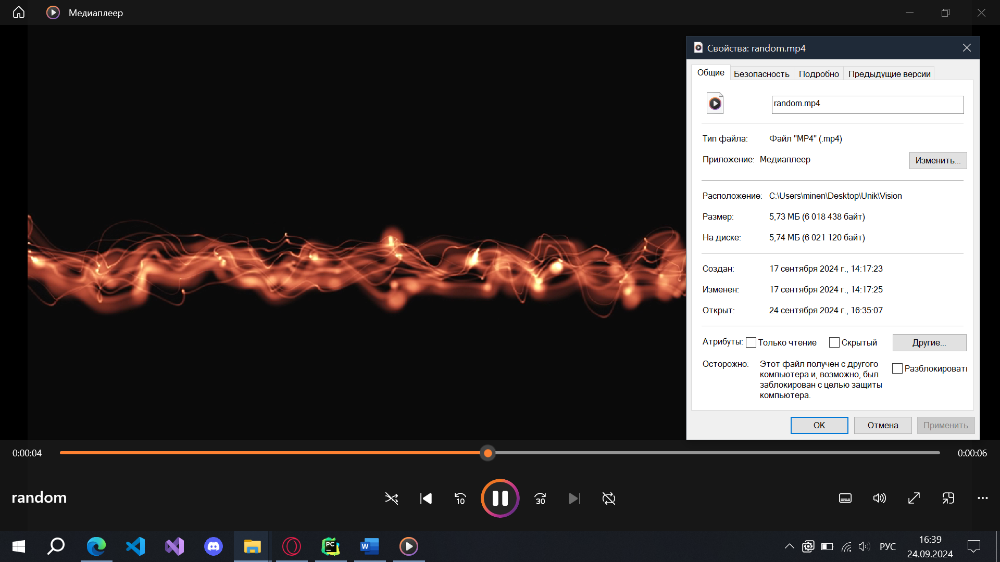 Медиаплеер
Свойства: random.mp4
Общие
Безопасность
Подробно
Предыдущие версии
random.mp4
Тип файла: Файл "MP4" (.mp4)
Приложение: Медиаплеер
Изменить...
Расположение: C:\Users\minen\Desktop\Unik\Vision
Размер: 5,73 МБ (6 018 438 байт)
На диске: 5,74 МБ (6 021 120 байт)
Создан: 17 сентября 2024 г., 14:17:23
Изменен: 17 сентября 2024 г., 14:17:25
Открыт: 24 сентября 2024 г., 16:35:07
Атрибуты: Только чтение Скрытый Другие...
Осторожно: Этот файл получен с другого
компьютера и, возможно, был
заблокирован с целью защиты
компьютера.
Разблокировать
OK Отмена Применить
0:00:04 0:00:06
random
10
30
PC
W
РУС
16:39
24.09.2024